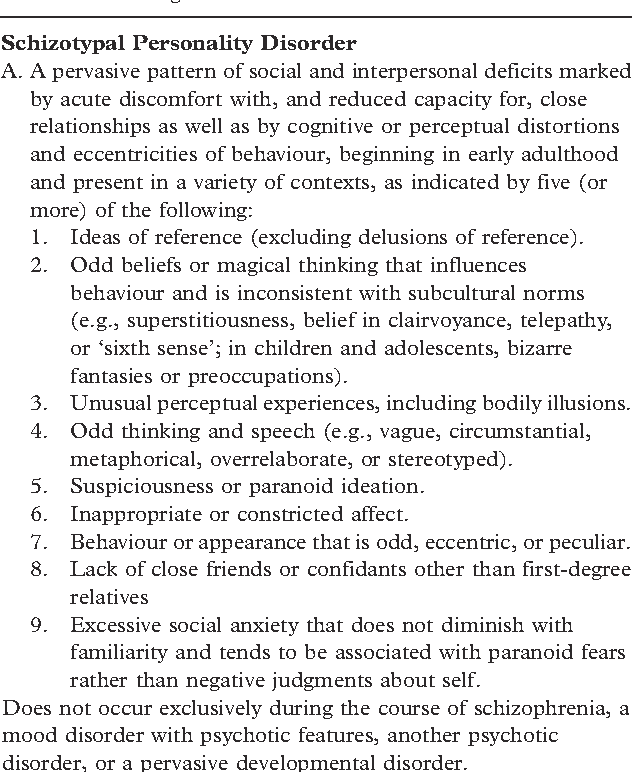 Schizotypal Personality Disorder
A. A pervasive pattern of social and interpersonal deficits marked
by acute discomfort with, and reduced capacity for, close
relationships as well as by cognitive or perceptual distortions
and eccentricities of behaviour, beginning in early adulthood
and present in a variety of contexts, as indicated by five (or
more) of the following:
1. Ideas of reference (excluding delusions of reference).
2. Odd beliefs or magical thinking that influences
behaviour and is inconsistent with subcultural norms
(e.g., superstitiousness, belief in clairvoyance, telepathy,
or ‘sixth sense’; in children and adolescents, bizarre
fantasies or preoccupations).
3. Unusual perceptual experiences, including bodily illusions.
4. Odd thinking and speech (e.g., vague, circumstantial,
metaphorical, overrelaborate, or stereotyped).
5. Suspiciousness or paranoid ideation.
6. Inappropriate or constricted affect.
7. Behaviour or appearance that is odd, eccentric, or peculiar.
8. Lack of close friends or confidants other than first-degree
relatives
9. Excessive social anxiety that does not diminish with
familiarity and tends to be associated with paranoid fears
rather than negative judgments about self.
Does not occur exclusively during the course of schizophrenia, a
mood disorder with psychotic features, another psychotic
disorder, or a pervasive developmental disorder.